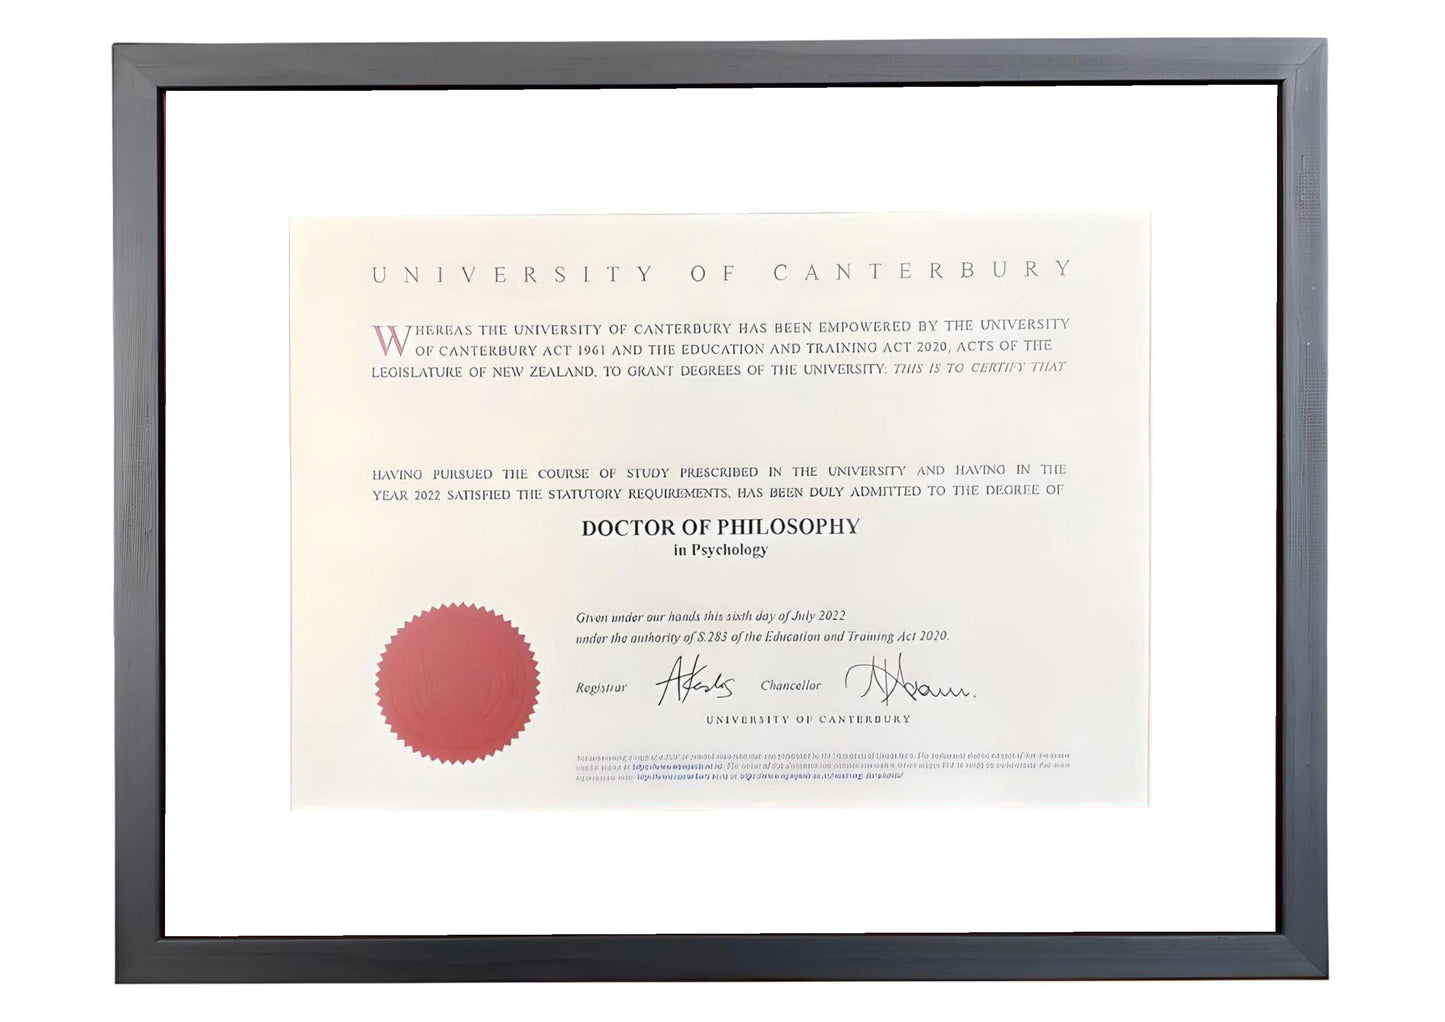 UNIVERSITY OF CANTERBURY
WHEREAS THE UNIVERSITY OF CANTERBURY HAS BEEN EMPOWERED BY THE UNIVERSITY
OF CANTERBURY ACT 1961 AND THE EDUCATION AND TRAINING ACT 2020, ACTS OF THE
LEGISLATURE OF NEW ZEALAND, TO GRANT DEGREES OF THE UNIVERSITY: THIS IS TO CERTIFY THAT
HAVING PURSUED THE COURSE OF STUDY PRESCRIBED IN THE UNIVERSITY AND HAVING IN THE
YEAR 2022 SATISFIED THE STATUTORY REQUIREMENTS, HAS BEEN DULY ADMITTED TO THE DEGREE OF
DOCTOR OF PHILOSOPHY
in Psychology
Given under our hands this sixth day of July 2022
under the authority of S.283 of the Education and Training Act 2020.
Registrar Chancellor
UNIVERSITY OF CANTERBURY